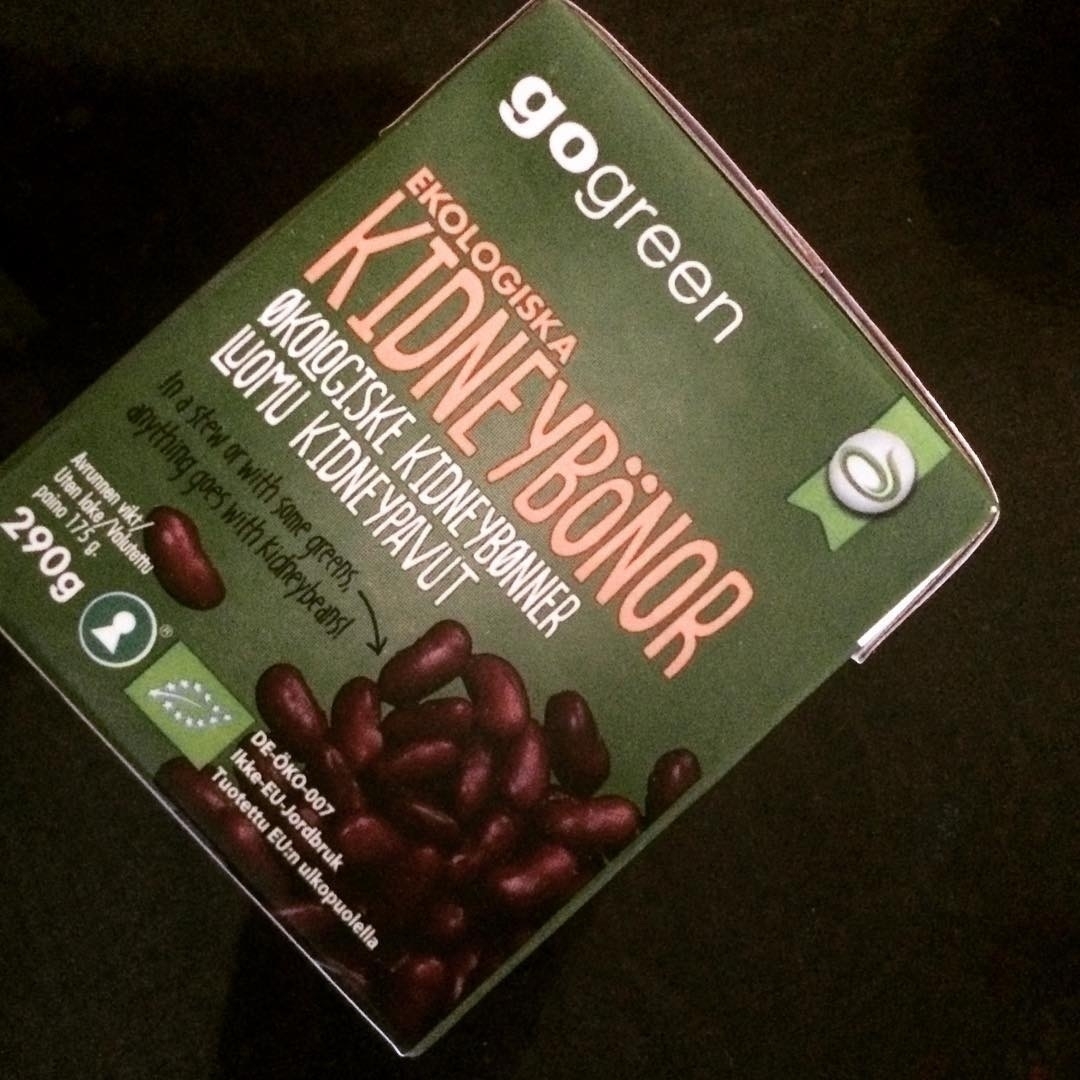 gogreen
EKOLOGISKA
KIDNEYBÖNOR
ØKOLOGISKE KIDNEYBØNNER
LUOMU KIDNEYPAVUT
In a stew or with some greens,
anything goes with kidneybeans!
Avrunnen vikt/
Uten lake/Valutettu
paino 175 g.
290g
®
DE-ÖKO-007
Ikke-EU-Jordbruk
Tuotettu EU:n ulkopuolella